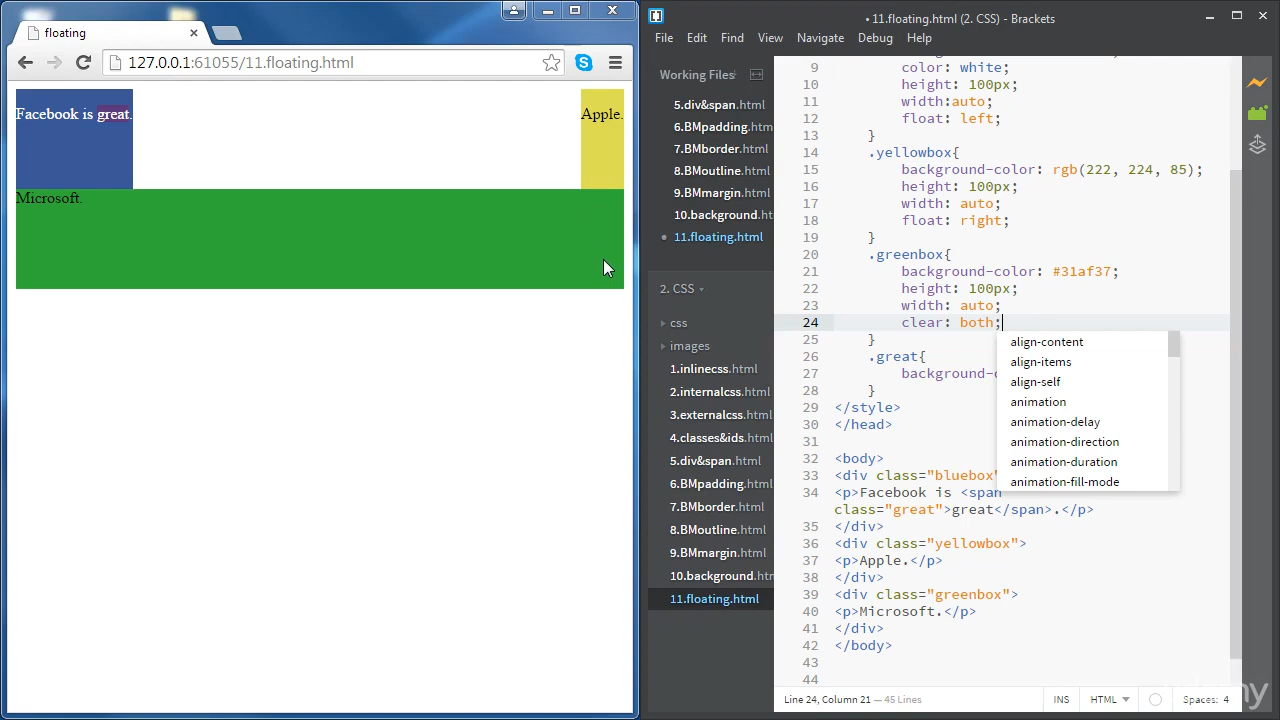 floating
127.0.0.1:61055/11.floating.html
Facebook is great.
Apple.
Microsoft.
• 11.floating.html (2. CSS) - Brackets
File Edit Find View Navigate Debug Help
Working Files
5.div&span.html
6.BMpadding.htm
7.BMborder.html
8.BMoutline.html
9.BMmargin.html
10.background.ht
11.floating.html
2. CSS
css
images
1.inlinecss.html
2.internalcss.html
3.externalcss.html
4.classes&ids.html
5.div&span.html
6.BMpadding.html
7.BMborder.html
8.BMoutline.html
9.BMmargin.html
10.background.htm
11.floating.html
9 color: white;
10 height: 100px;
11 width:auto;
12 float: left;
13 }
14 .yellowbox{
15 background-color: rgb(222, 224, 85);
16 height: 100px;
17 width: auto;
18 float: right;
19 }
20 .greenbox{
21 background-color: #31af37;
22 height: 100px;
23 width: auto;
24 clear: both;
25 }
26 .great{
27 background-c
28 }
29 </style>
30 </head>
31
32 <body>
33 <div class="bluebox"
34 <p>Facebook is <span
class="great">great</span>.</p>
35 </div>
36 <div class="yellowbox">
37 <p>Apple.</p>
38 </div>
39 <div class="greenbox">
40 <p>Microsoft.</p>
41 </div>
42 </body>
43
44
align-content
align-items
align-self
animation
animation-delay
animation-direction
animation-duration
animation-fill-mode
Line 24, Column 21 — 45 Lines
INS HTML Spaces: 4